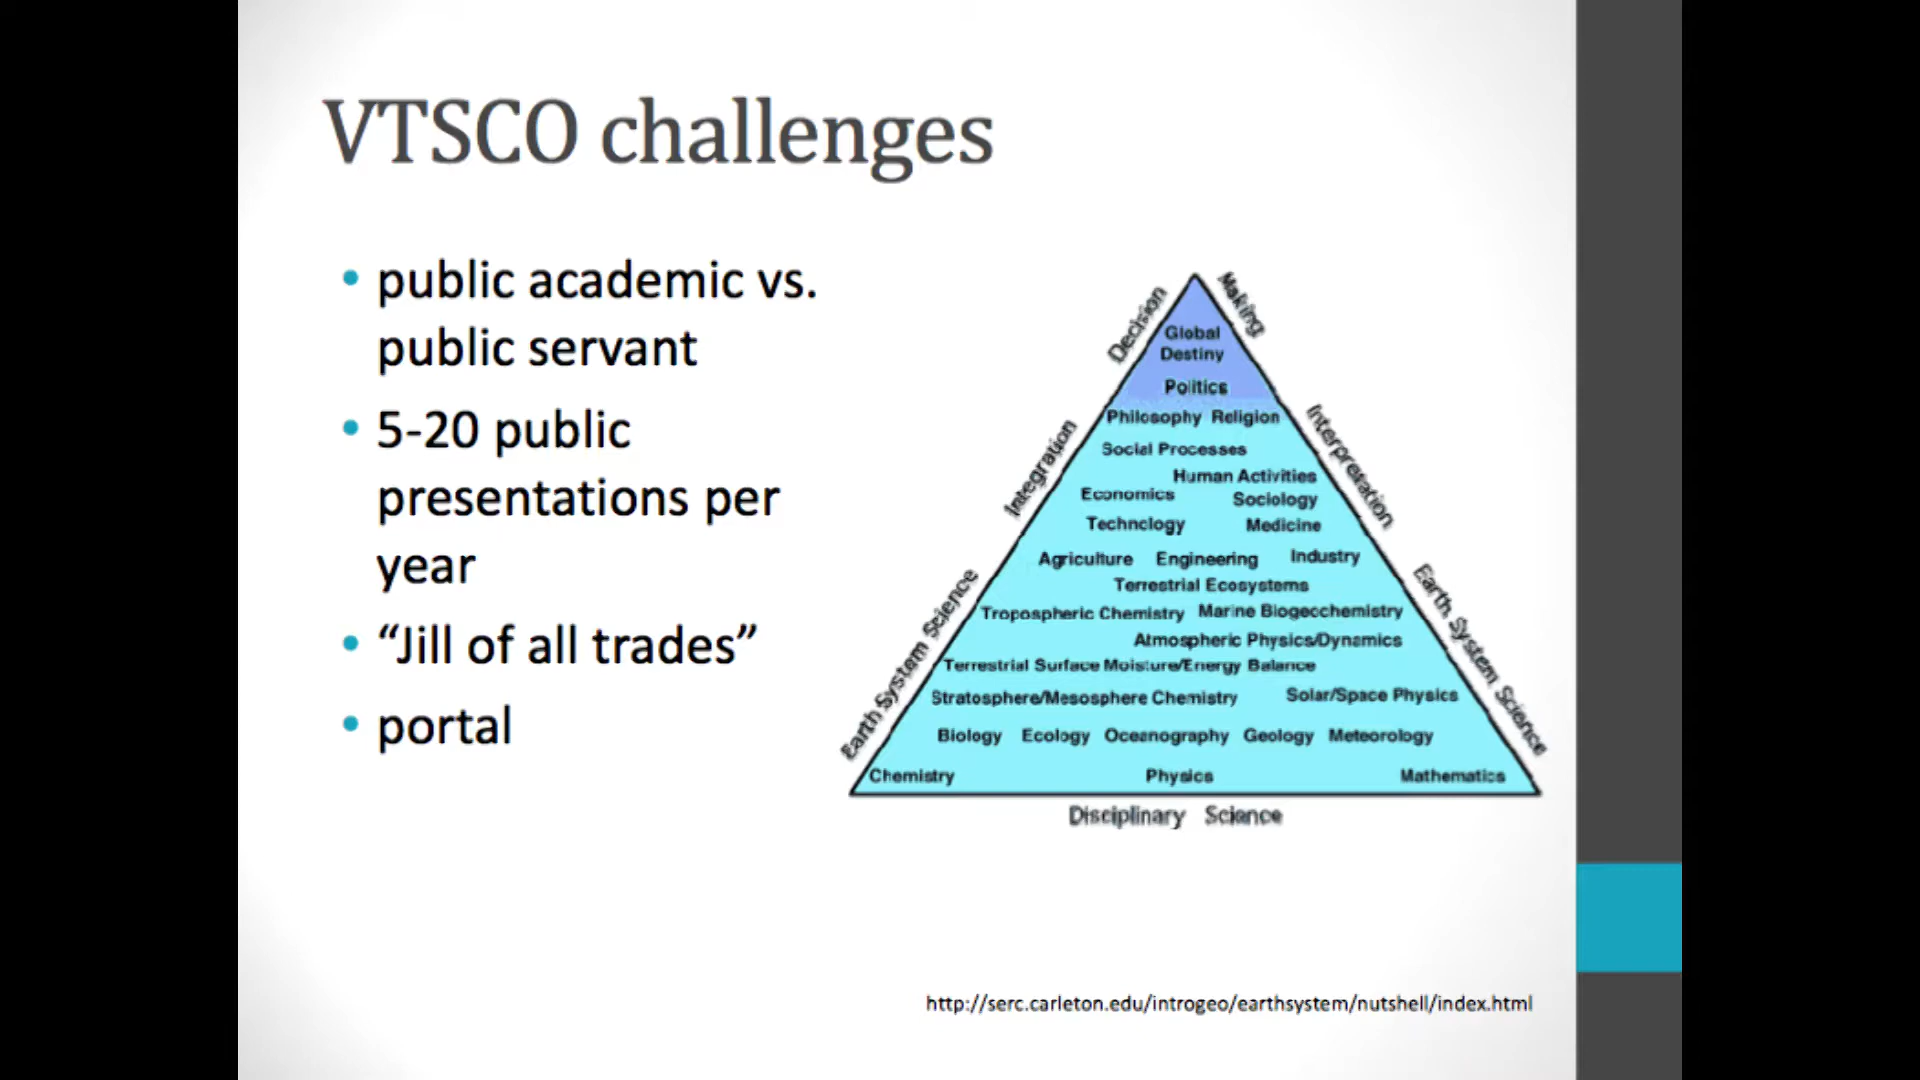 VTSCO challenges
• public academic vs.
public servant
• 5-20 public
presentations per
year
• “Jill of all trades”
• portal
Decision Making
Global
Destiny
Politics
Philosophy Religion
Integration
Interpretation
Social Processes
Human Activities
Economics Sociology
Technology Medicine
Agriculture Engineering Industry
Terrestrial Ecosystems
Earth System Science
Earth System Science
Tropospheric Chemistry Marine Biogeochemistry
Atmospheric Physics/Dynamics
Terrestrial Surface Moisture/Energy Balance
Stratosphere/Mesosphere Chemistry Solar/Space Physics
Biology Ecology Oceanography Geology Meteorology
Chemistry Physics Mathematics
Disciplinary Science
http://serc.carleton.edu/introgeo/earthsystem/nutshell/index.html